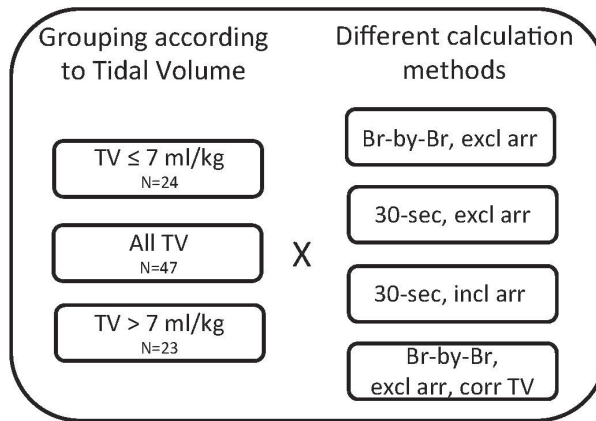 Grouping according
to Tidal Volume
TV ≤ 7 ml/kg
N=24
All TV
N=47
TV > 7 ml/kg
N=23
X
Different calculation
methods
Br-by-Br, excl arr
30-sec, excl arr
30-sec, incl arr
Br-by-Br,
excl arr, corr TV